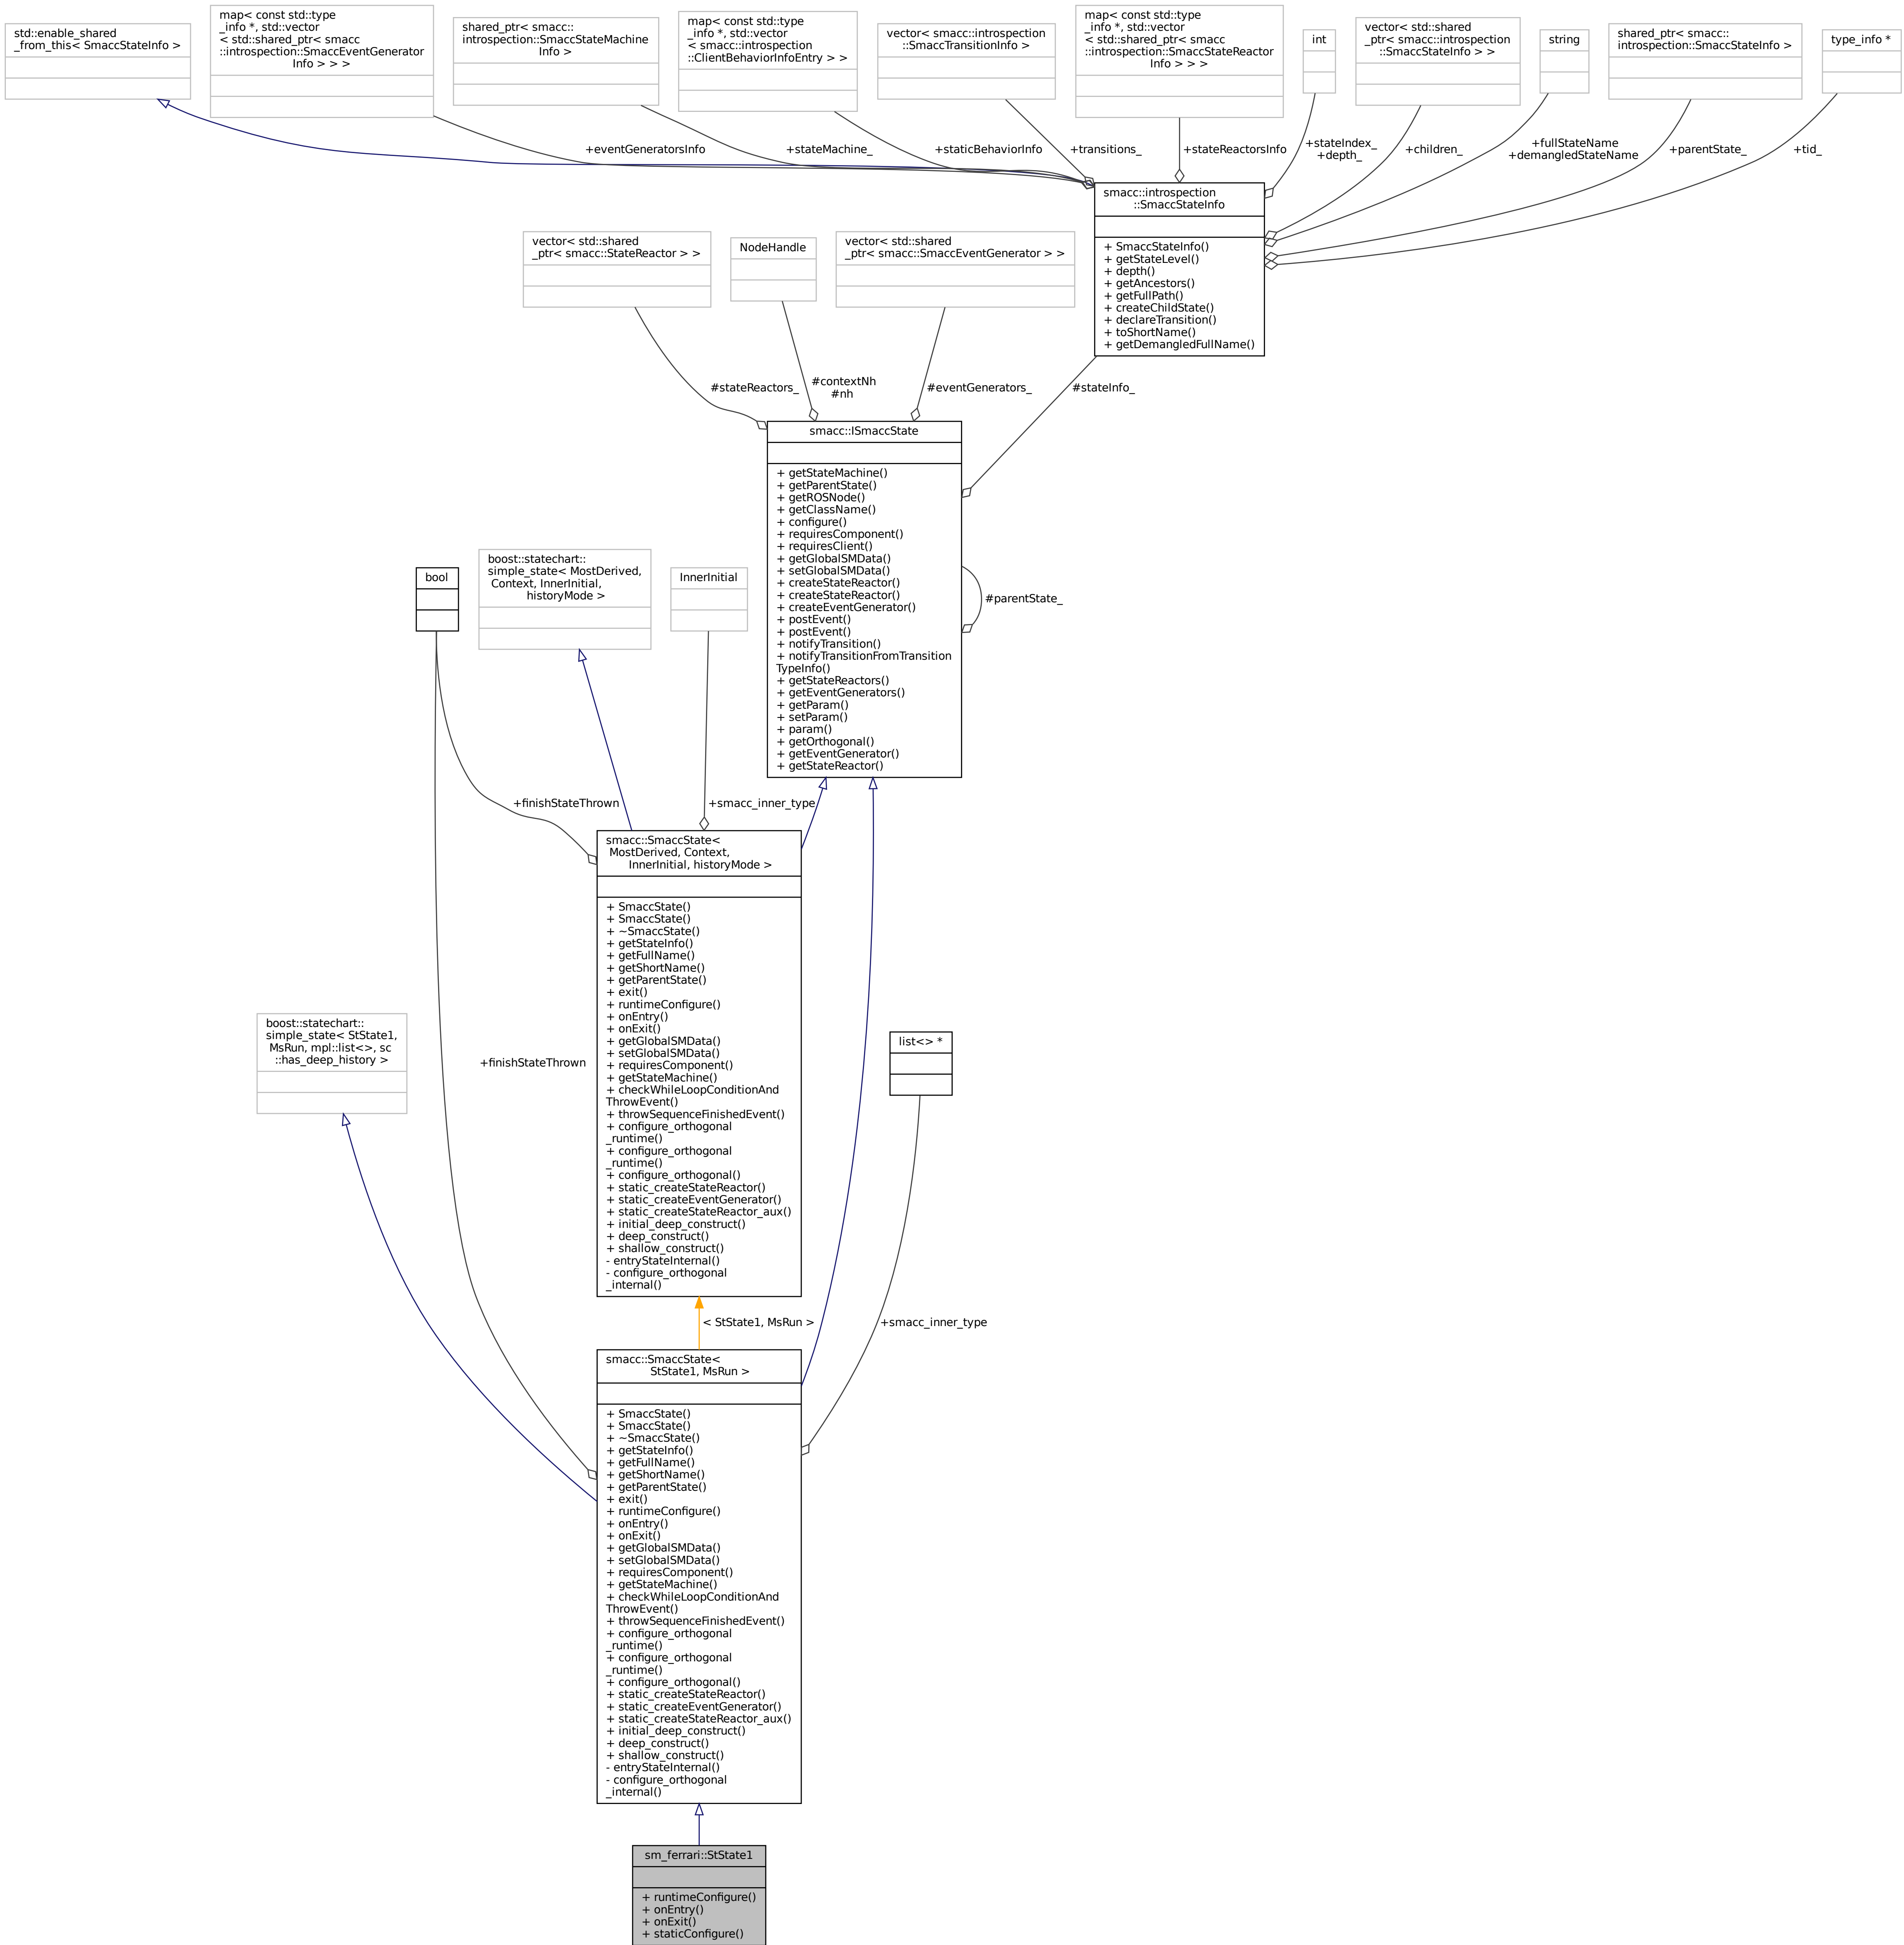 std::enable_shared
_from_this< SmaccStateInfo >
map< const std::type
_info *, std::vector
< std::shared_ptr< smacc
::introspection::SmaccEventGenerator
Info > > >
shared_ptr< smacc::
introspection::SmaccStateMachine
Info >
map< const std::type
_info *, std::vector
< smacc::introspection
::ClientBehaviorInfoEntry > >
vector< smacc::introspection
::SmaccTransitionInfo >
map< const std::type
_info *, std::vector
< std::shared_ptr< smacc
::introspection::SmaccStateReactor
Info > > >
int
vector< std::shared
_ptr< smacc::introspection
::SmaccStateInfo > >
string
shared_ptr< smacc::
introspection::SmaccStateInfo >
type_info *
+eventGeneratorsInfo
+stateMachine_
+staticBehaviorInfo
+transitions_
+stateReactorsInfo
+stateIndex_
+depth_
+children_
+fullStateName
+demangledStateName
+parentState_
+tid_
smacc::introspection
::SmaccStateInfo
+ SmaccStateInfo()
+ getStateLevel()
+ depth()
+ getAncestors()
+ getFullPath()
+ createChildState()
+ declareTransition()
+ toShortName()
+ getDemangledFullName()
vector< std::shared
_ptr< smacc::StateReactor > >
NodeHandle
vector< std::shared
_ptr< smacc::SmaccEventGenerator > >
#stateReactors_
#contextNh
#nh
#eventGenerators_
#stateInfo_
smacc::ISmaccState
+ getStateMachine()
+ getParentState()
+ getROSNode()
+ getClassName()
+ configure()
+ requiresComponent()
+ requiresClient()
+ getGlobalSMData()
+ setGlobalSMData()
+ createStateReactor()
+ createStateReactor()
+ createEventGenerator()
+ postEvent()
+ postEvent()
+ notifyTransition()
+ notifyTransitionFromTransition
TypeInfo()
+ getStateReactors()
+ getEventGenerators()
+ getParam()
+ setParam()
+ param()
+ getOrthogonal()
+ getEventGenerator()
+ getStateReactor()
#parentState_
bool
boost::statechart::
simple_state< MostDerived,
Context, InnerInitial,
historyMode >
InnerInitial
+finishStateThrown
+smacc_inner_type
smacc::SmaccState<
MostDerived, Context,
InnerInitial, historyMode >
+ SmaccState()
+ SmaccState()
+ ~SmaccState()
+ getStateInfo()
+ getFullName()
+ getShortName()
+ getParentState()
+ exit()
+ runtimeConfigure()
+ onEntry()
+ onExit()
+ getGlobalSMData()
+ setGlobalSMData()
+ requiresComponent()
+ getStateMachine()
+ checkWhileLoopConditionAnd
ThrowEvent()
+ throwSequenceFinishedEvent()
+ configure_orthogonal
_runtime()
+ configure_orthogonal
_runtime()
+ configure_orthogonal()
+ static_createStateReactor()
+ static_createEventGenerator()
+ static_createStateReactor_aux()
+ initial_deep_construct()
+ deep_construct()
+ shallow_construct()
- entryStateInternal()
- configure_orthogonal
_internal()
boost::statechart::
simple_state< StState1,
MsRun, mpl::list<>, sc
::has_deep_history >
+finishStateThrown
list<> *
< StState1, MsRun >
+smacc_inner_type
smacc::SmaccState<
StState1, MsRun >
+ SmaccState()
+ SmaccState()
+ ~SmaccState()
+ getStateInfo()
+ getFullName()
+ getShortName()
+ getParentState()
+ exit()
+ runtimeConfigure()
+ onEntry()
+ onExit()
+ getGlobalSMData()
+ setGlobalSMData()
+ requiresComponent()
+ getStateMachine()
+ checkWhileLoopConditionAnd
ThrowEvent()
+ throwSequenceFinishedEvent()
+ configure_orthogonal
_runtime()
+ configure_orthogonal
_runtime()
+ configure_orthogonal()
+ static_createStateReactor()
+ static_createEventGenerator()
+ static_createStateReactor_aux()
+ initial_deep_construct()
+ deep_construct()
+ shallow_construct()
- entryStateInternal()
- configure_orthogonal
_internal()
sm_ferrari::StState1
+ runtimeConfigure()
+ onEntry()
+ onExit()
+ staticConfigure()